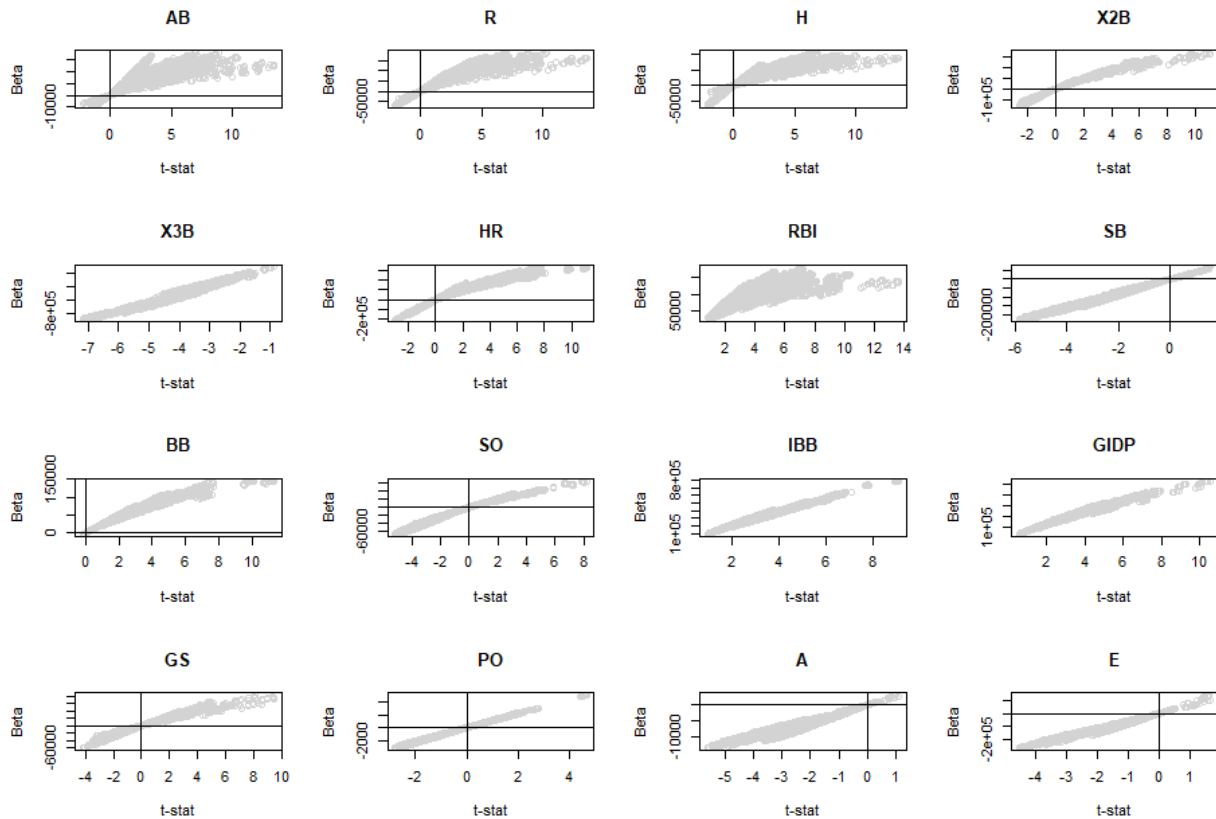 AB R H X2B
Beta -10000 Beta -50000 Beta -50000 Beta -1e+05
0 5 10 0 5 10 0 5 10 -2 0 2 4 6 8 10
t-stat t-stat t-stat t-stat
X3B HR RBI SB
Beta -8e+05 Beta -2e+05 Beta 50000 Beta -200000
-7 -6 -5 -4 -3 -2 -1 -2 0 2 4 6 8 10 2 4 6 8 10 12 14 -6 -4 -2 0
t-stat t-stat t-stat t-stat
BB SO IBB GIDP
Beta 0 150000 Beta -60000 Beta 1e+05 8e+05 Beta 1e+05
0 2 4 6 8 10 -4 -2 0 2 4 6 8 2 4 6 8 2 4 6 8 10
t-stat t-stat t-stat t-stat
GS PO A E
Beta -60000 Beta -2000 Beta -10000 Beta -2e+05
-4 -2 0 2 4 6 8 10 -2 0 2 4 -5 -4 -3 -2 -1 0 1 -4 -3 -2 -1 0 1
t-stat t-stat t-stat t-stat